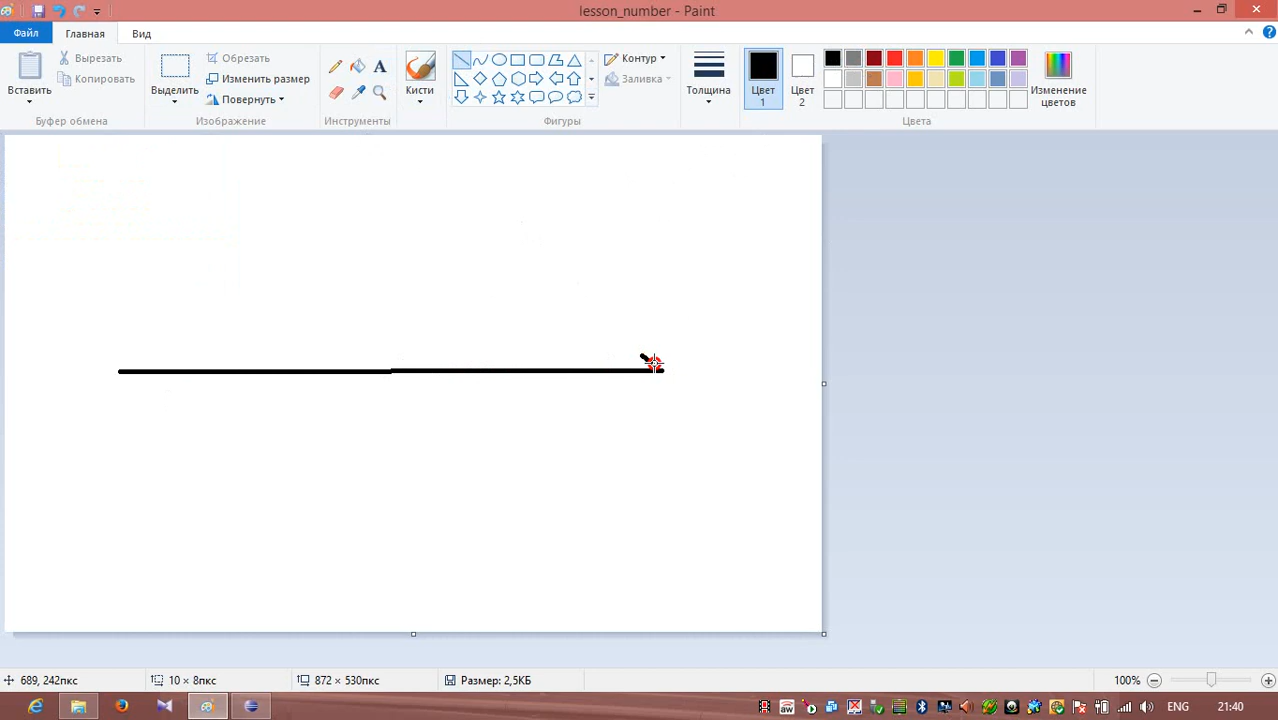 lesson_number - Paint
Файл
Главная
Вид
Вставить
Вырезать
Копировать
Буфер обмена
Выделить
Обрезать
Изменить размер
Повернуть
Изображение
A
Инструменты
Кисти
Фигуры
Контур
Заливка
Толщина
Цвет
1
Цвет
2
Изменение
цветов
Цвета
689, 242пкс
10 × 8пкс
872 × 530пкс
Размер: 2,5КБ
100%
aw
ENG
21:40